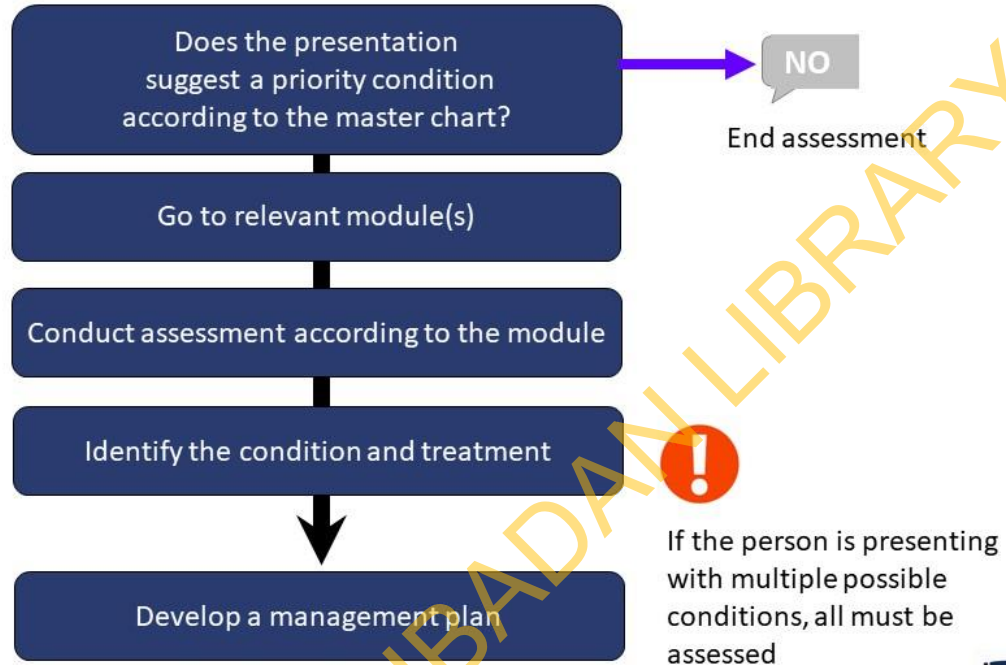 Does the presentation
suggest a priority condition
according to the master chart?
NO
End assessment
Go to relevant module(s)
Conduct assessment according to the module
Identify the condition and treatment
!
If the person is presenting
with multiple possible
conditions, all must be
assessed
Develop a management plan
IBADAN LIBRARY